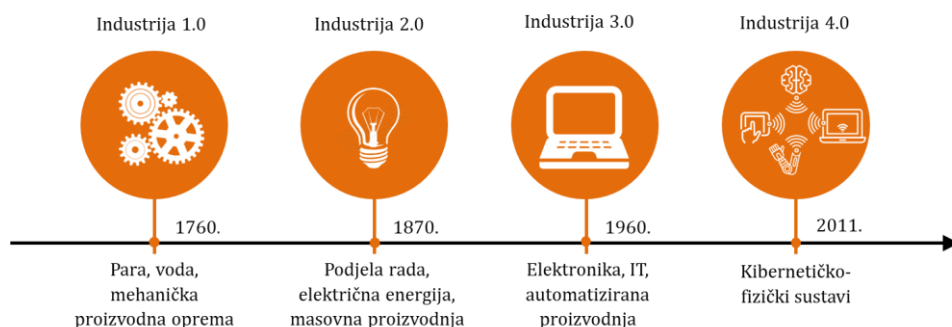 Industrija 1.0
Industrija 2.0
Industrija 3.0
Industrija 4.0
1760.
1870.
1960.
2011.
Para, voda,
mehanička
proizvodna oprema
Podjela rada,
električna energija,
masovna proizvodnja
Elektronika, IT,
automatizirana
proizvodnja
Kibernetičko-
fizički sustavi